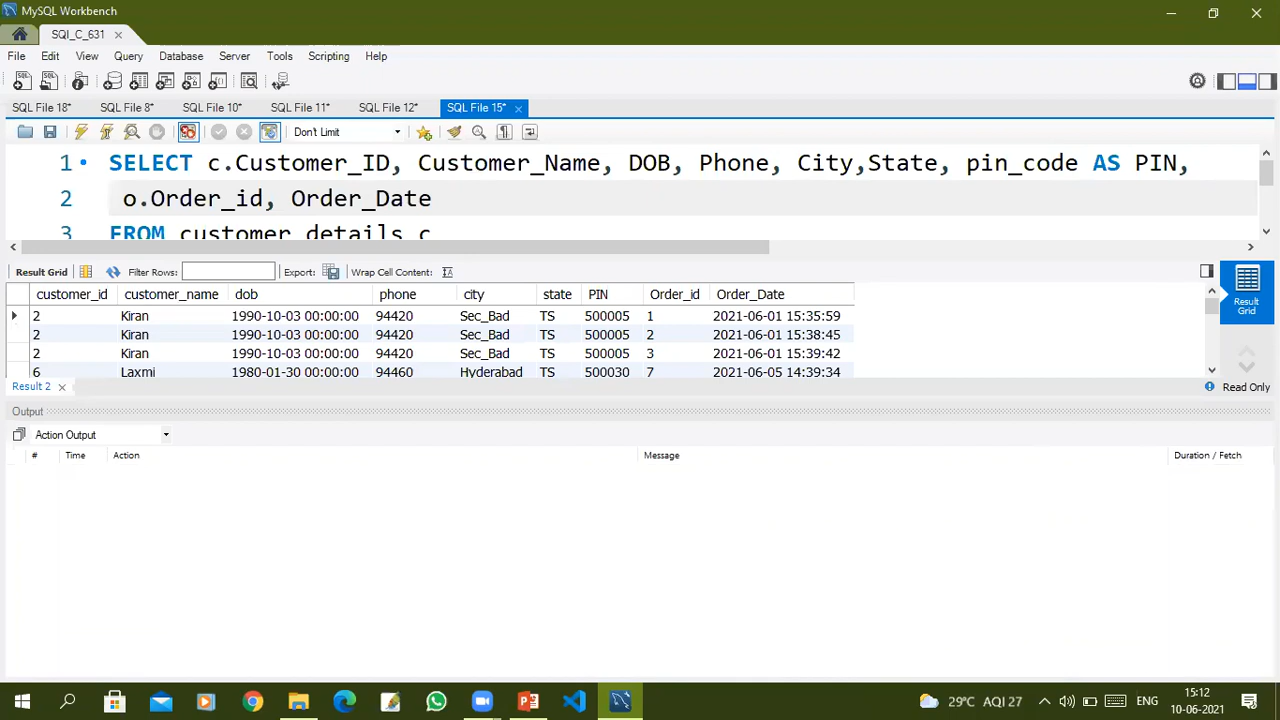 MySQL Workbench
SQl_C_631
File Edit View Query Database Server Tools Scripting Help
SQL File 18* SQL File 8* SQL File 10* SQL File 11* SQL File 12* SQL File 15*
Don't Limit
1 SELECT c.Customer_ID, Customer_Name, DOB, Phone, City,State, pin_code AS PIN,
2 o.Order_id, Order_Date
3 FROM customer_details c
Result Grid Filter Rows: Export: Wrap Cell Content:
customer_id customer_name dob phone city state PIN Order_id Order_Date
2 Kiran 1990-10-03 00:00:00 94420 Sec_Bad TS 500005 1 2021-06-01 15:35:59
2 Kiran 1990-10-03 00:00:00 94420 Sec_Bad TS 500005 2 2021-06-01 15:38:45
2 Kiran 1990-10-03 00:00:00 94420 Sec_Bad TS 500005 3 2021-06-01 15:39:42
6 Laxmi 1980-01-30 00:00:00 94460 Hyderabad TS 500030 7 2021-06-05 14:39:34
Result Grid
Result 2
Read Only
Output
Action Output
# Time Action Message Duration / Fetch
29°C AQI 27 ENG 15:12
10-06-2021